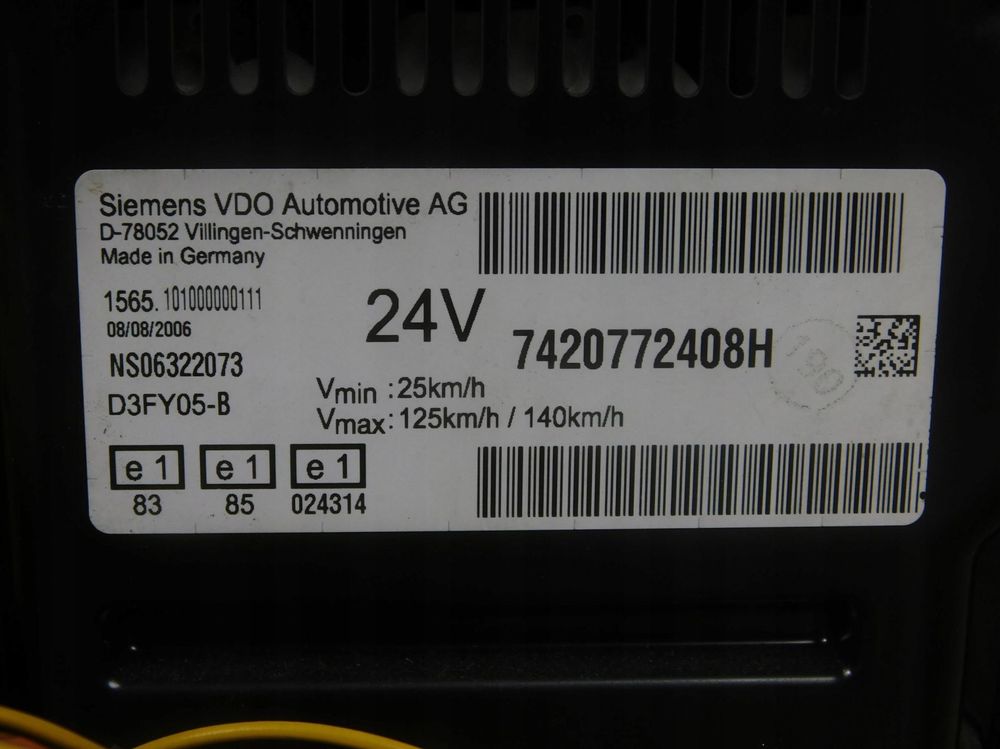 Siemens VDO Automotive AG
D-78052 Villingen-Schwenningen
Made in Germany
1565.101000000111
08/08/2006
24V
7420772408H
190
NS06322073
D3FY05-B
Vmin : 25km/h
Vmax: 125km/h / 140km/h
e 1
e 1
e 1
83
85
024314